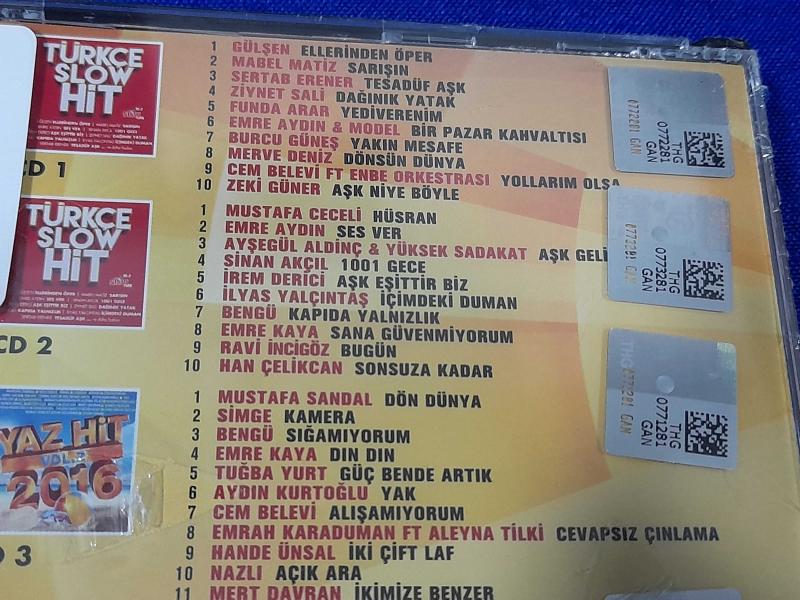 TÜRKÇE
SLOW
HİT
CD 1
1 GÜLŞEN ELLERİNDEN ÖPER
2 MABEL MATİZ SARIŞIN
3 SERTAB ERENER TESADÜF AŞK
4 ZİYNET SALİ DAĞINIK YATAK
5 FUNDA ARAR YEDİVERENİM
6 EMRE AYDIN & MODEL BİR PAZAR KAHVALTISI
7 BURCU GÜNEŞ YAKIN MESAFE
8 MERVE DENİZ DÖNSÜN DÜNYA
9 CEM BELEVİ FT ENBE ORKESTRASI YOLLARIM OLSA
10 ZEKİ GÜNER AŞK NİYE BÖYLE
TÜRKÇE
SLOW
HİT
CD 2
1 MUSTAFA CECELİ HÜSRAN
2 EMRE AYDIN SES VER
3 AYŞEGÜL ALDİNÇ & YÜKSEK SADAKAT AŞK GELİ
4 SİNAN AKÇIL 1001 GECE
5 İREM DERİCİ AŞK EŞİTTİR BİZ
6 İLYAS YALÇINTAŞ İÇİMDEKİ DUMAN
7 BENGÜ KAPIDA YALNIZLIK
8 EMRE KAYA SANA GÜVENMİYORUM
9 RAVİ İNCİGÖZ BUGÜN
10 HAN ÇELİKCAN SONSUZA KADAR
YAZ HİT
VOL.2
2016
D 3
1 MUSTAFA SANDAL DÖN DÜNYA
2 SİMGE KAMERA
3 BENGÜ SIĞAMIYORUM
4 EMRE KAYA DIN DIN
5 TUĞBA YURT GÜÇ BENDE ARTIK
6 AYDIN KURTOĞLU YAK
7 CEM BELEVİ ALIŞAMIYORUM
8 EMRAH KARADUMAN FT ALEYNA TİLKİ CEVAPSIZ ÇINLAMA
9 HANDE ÜNSAL İKİ ÇİFT LAF
10 NAZLI AÇIK ARA
11 MERT DAVRAN İKİMİZE BENZER
0772281 GAN
THG
0772281
GAN
0773281 GAN
THG
0773281
GAN
THG
0771281
GAN